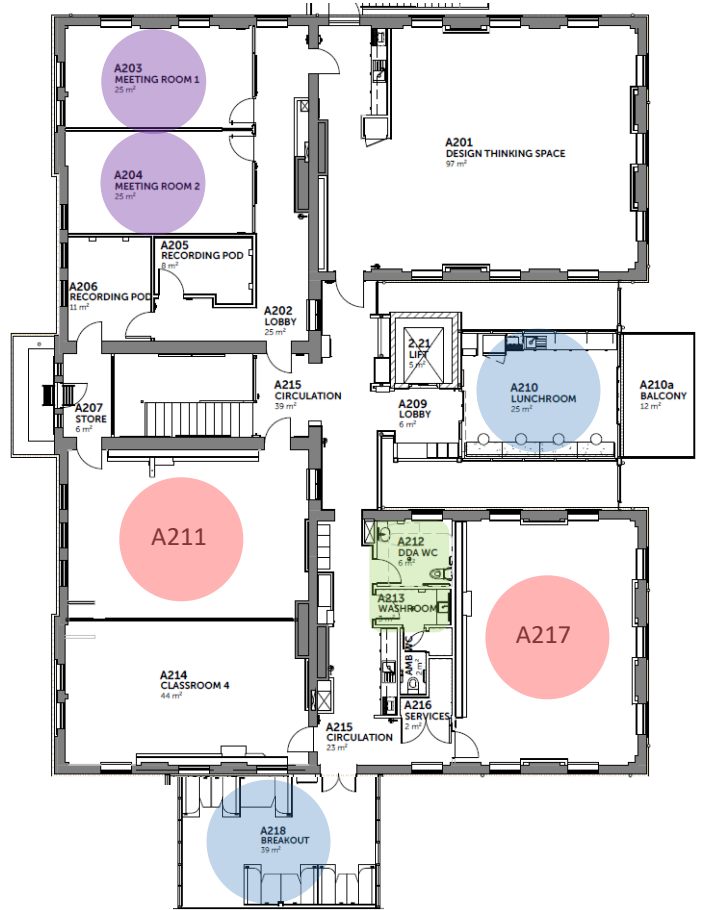 A203
MEETING ROOM 1
25 m²
A201
DESIGN THINKING SPACE
97 m²
A204
MEETING ROOM 2
25 m²
A205
RECORDING POD
8 m²
A206
RECORDING POD
11 m²
A202
LOBBY
25 m²
2.21
LIFT
5 m²
A215
CIRCULATION
39 m²
A210
LUNCHROOM
25 m²
A210a
BALCONY
12 m²
A207
STORE
6 m²
A209
LOBBY
6 m²
A211
A212
DDA WC
6 m²
A213
WASHROOM
A217
AMB WC
2 m²
A214
CLASSROOM 4
44 m²
A216
SERVICES
2 m²
A215
CIRCULATION
23 m²
A218
BREAKOUT
39 m²